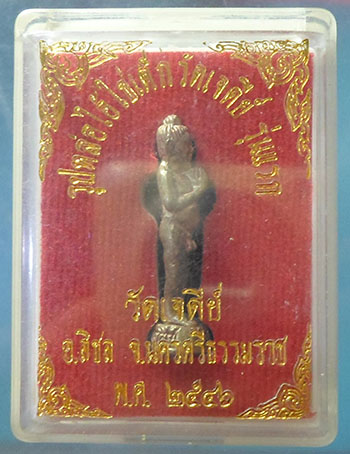 รูปหล่อไอ้ไข่เด็กวัดเจดีย์ รุ่นแรก
วัดเจดีย์
อ.สิชล จ.นครศรีธรรมราช
พ.ศ. ๒๕๔๖